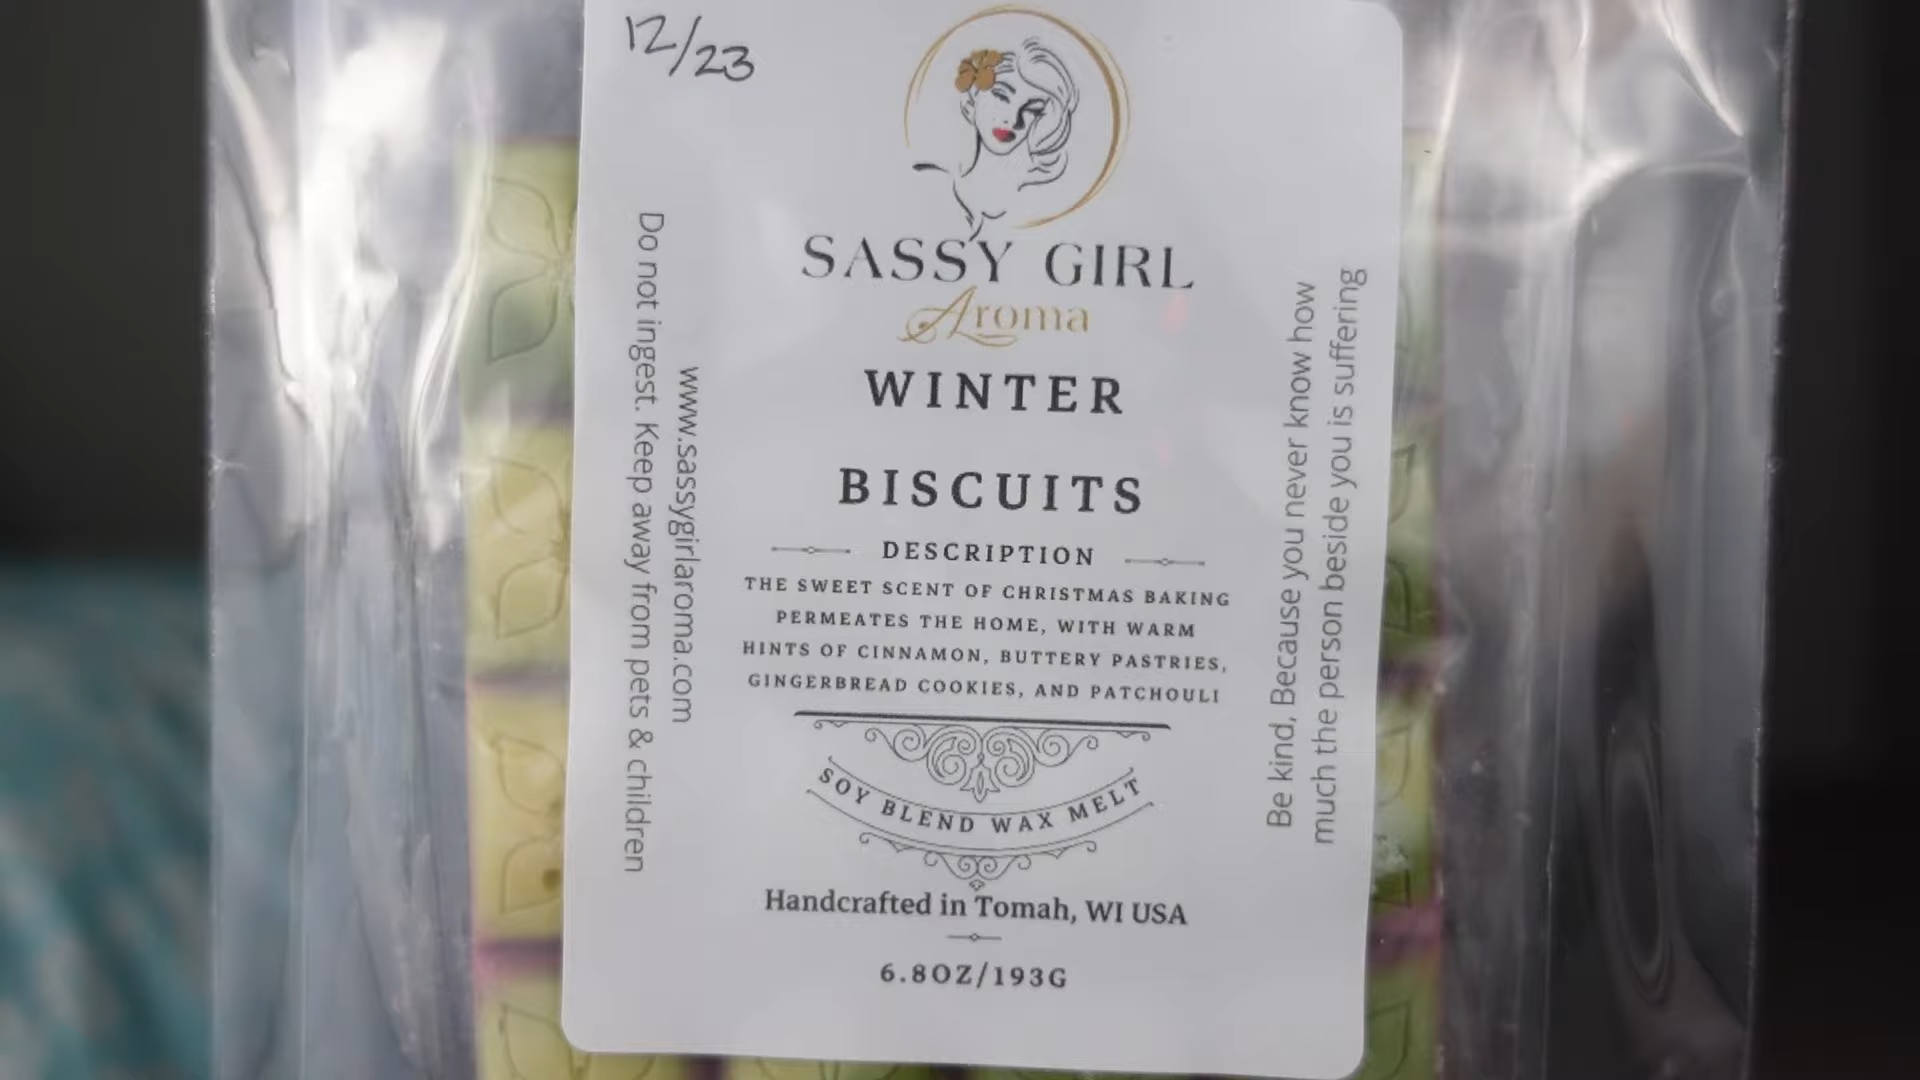 12/23
SASSY GIRL
Aroma
WINTER
BISCUITS
DESCRIPTION
THE SWEET SCENT OF CHRISTMAS BAKING
PERMEATES THE HOME, WITH WARM
HINTS OF CINNAMON, BUTTERY PASTRIES,
GINGERBREAD COOKIES, AND PATCHOULI
SOY BLEND WAX MELT
Handcrafted in Tomah, WI USA
6.8OZ/193G
www.sassygirlaroma.com
Do not ingest. Keep away from pets & children
Be kind, Because you never know how
much the person beside you is suffering